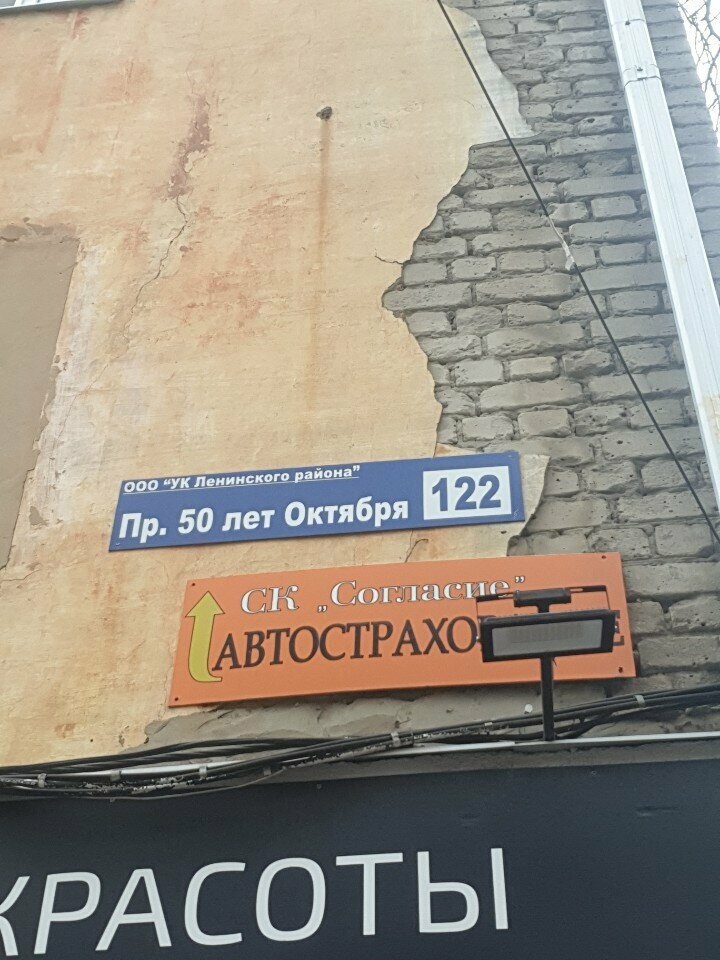 ООО "УК Ленинского района"
Пр. 50 лет Октября 122
СК „Согласие"
АВТОСТРАХО
КРАСОТЫ